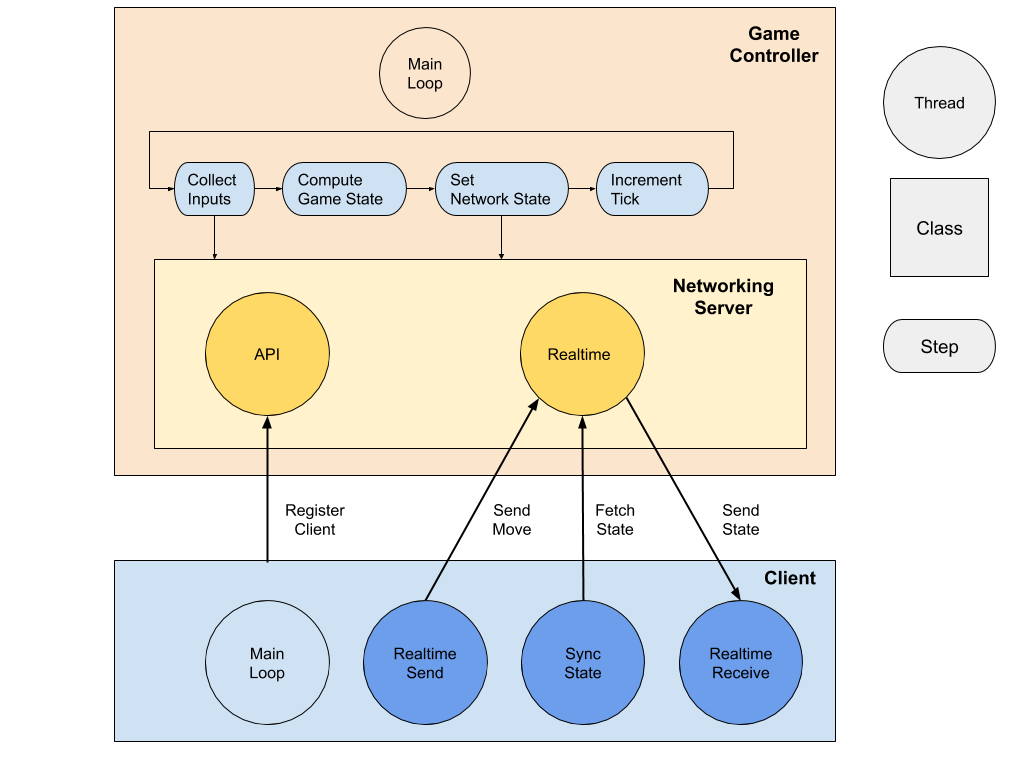 Game
Controller
Main
Loop
Thread
Collect
Inputs
Compute
Game State
Set
Network State
Increment
Tick
Class
Networking
Server
API
Realtime
Step
Register
Client
Send
Move
Fetch
State
Send
State
Client
Main
Loop
Realtime
Send
Sync
State
Realtime
Receive